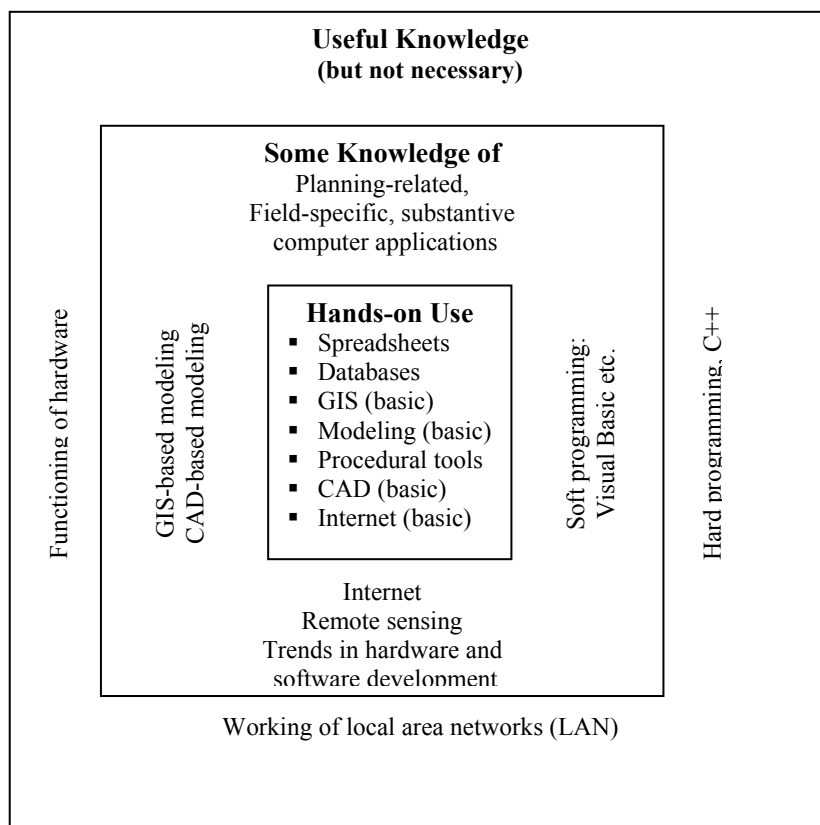 Useful Knowledge
(but not necessary)
Some Knowledge of
Planning-related,
Field-specific, substantive
computer applications
Functioning of hardware
GIS-based modeling
CAD-based modeling
Hands-on Use
▪ Spreadsheets
▪ Databases
▪ GIS (basic)
▪ Modeling (basic)
▪ Procedural tools
▪ CAD (basic)
▪ Internet (basic)
Soft programming:
Visual Basic etc.
Hard programming, C++
Internet
Remote sensing
Trends in hardware and
software development
Working of local area networks (LAN)